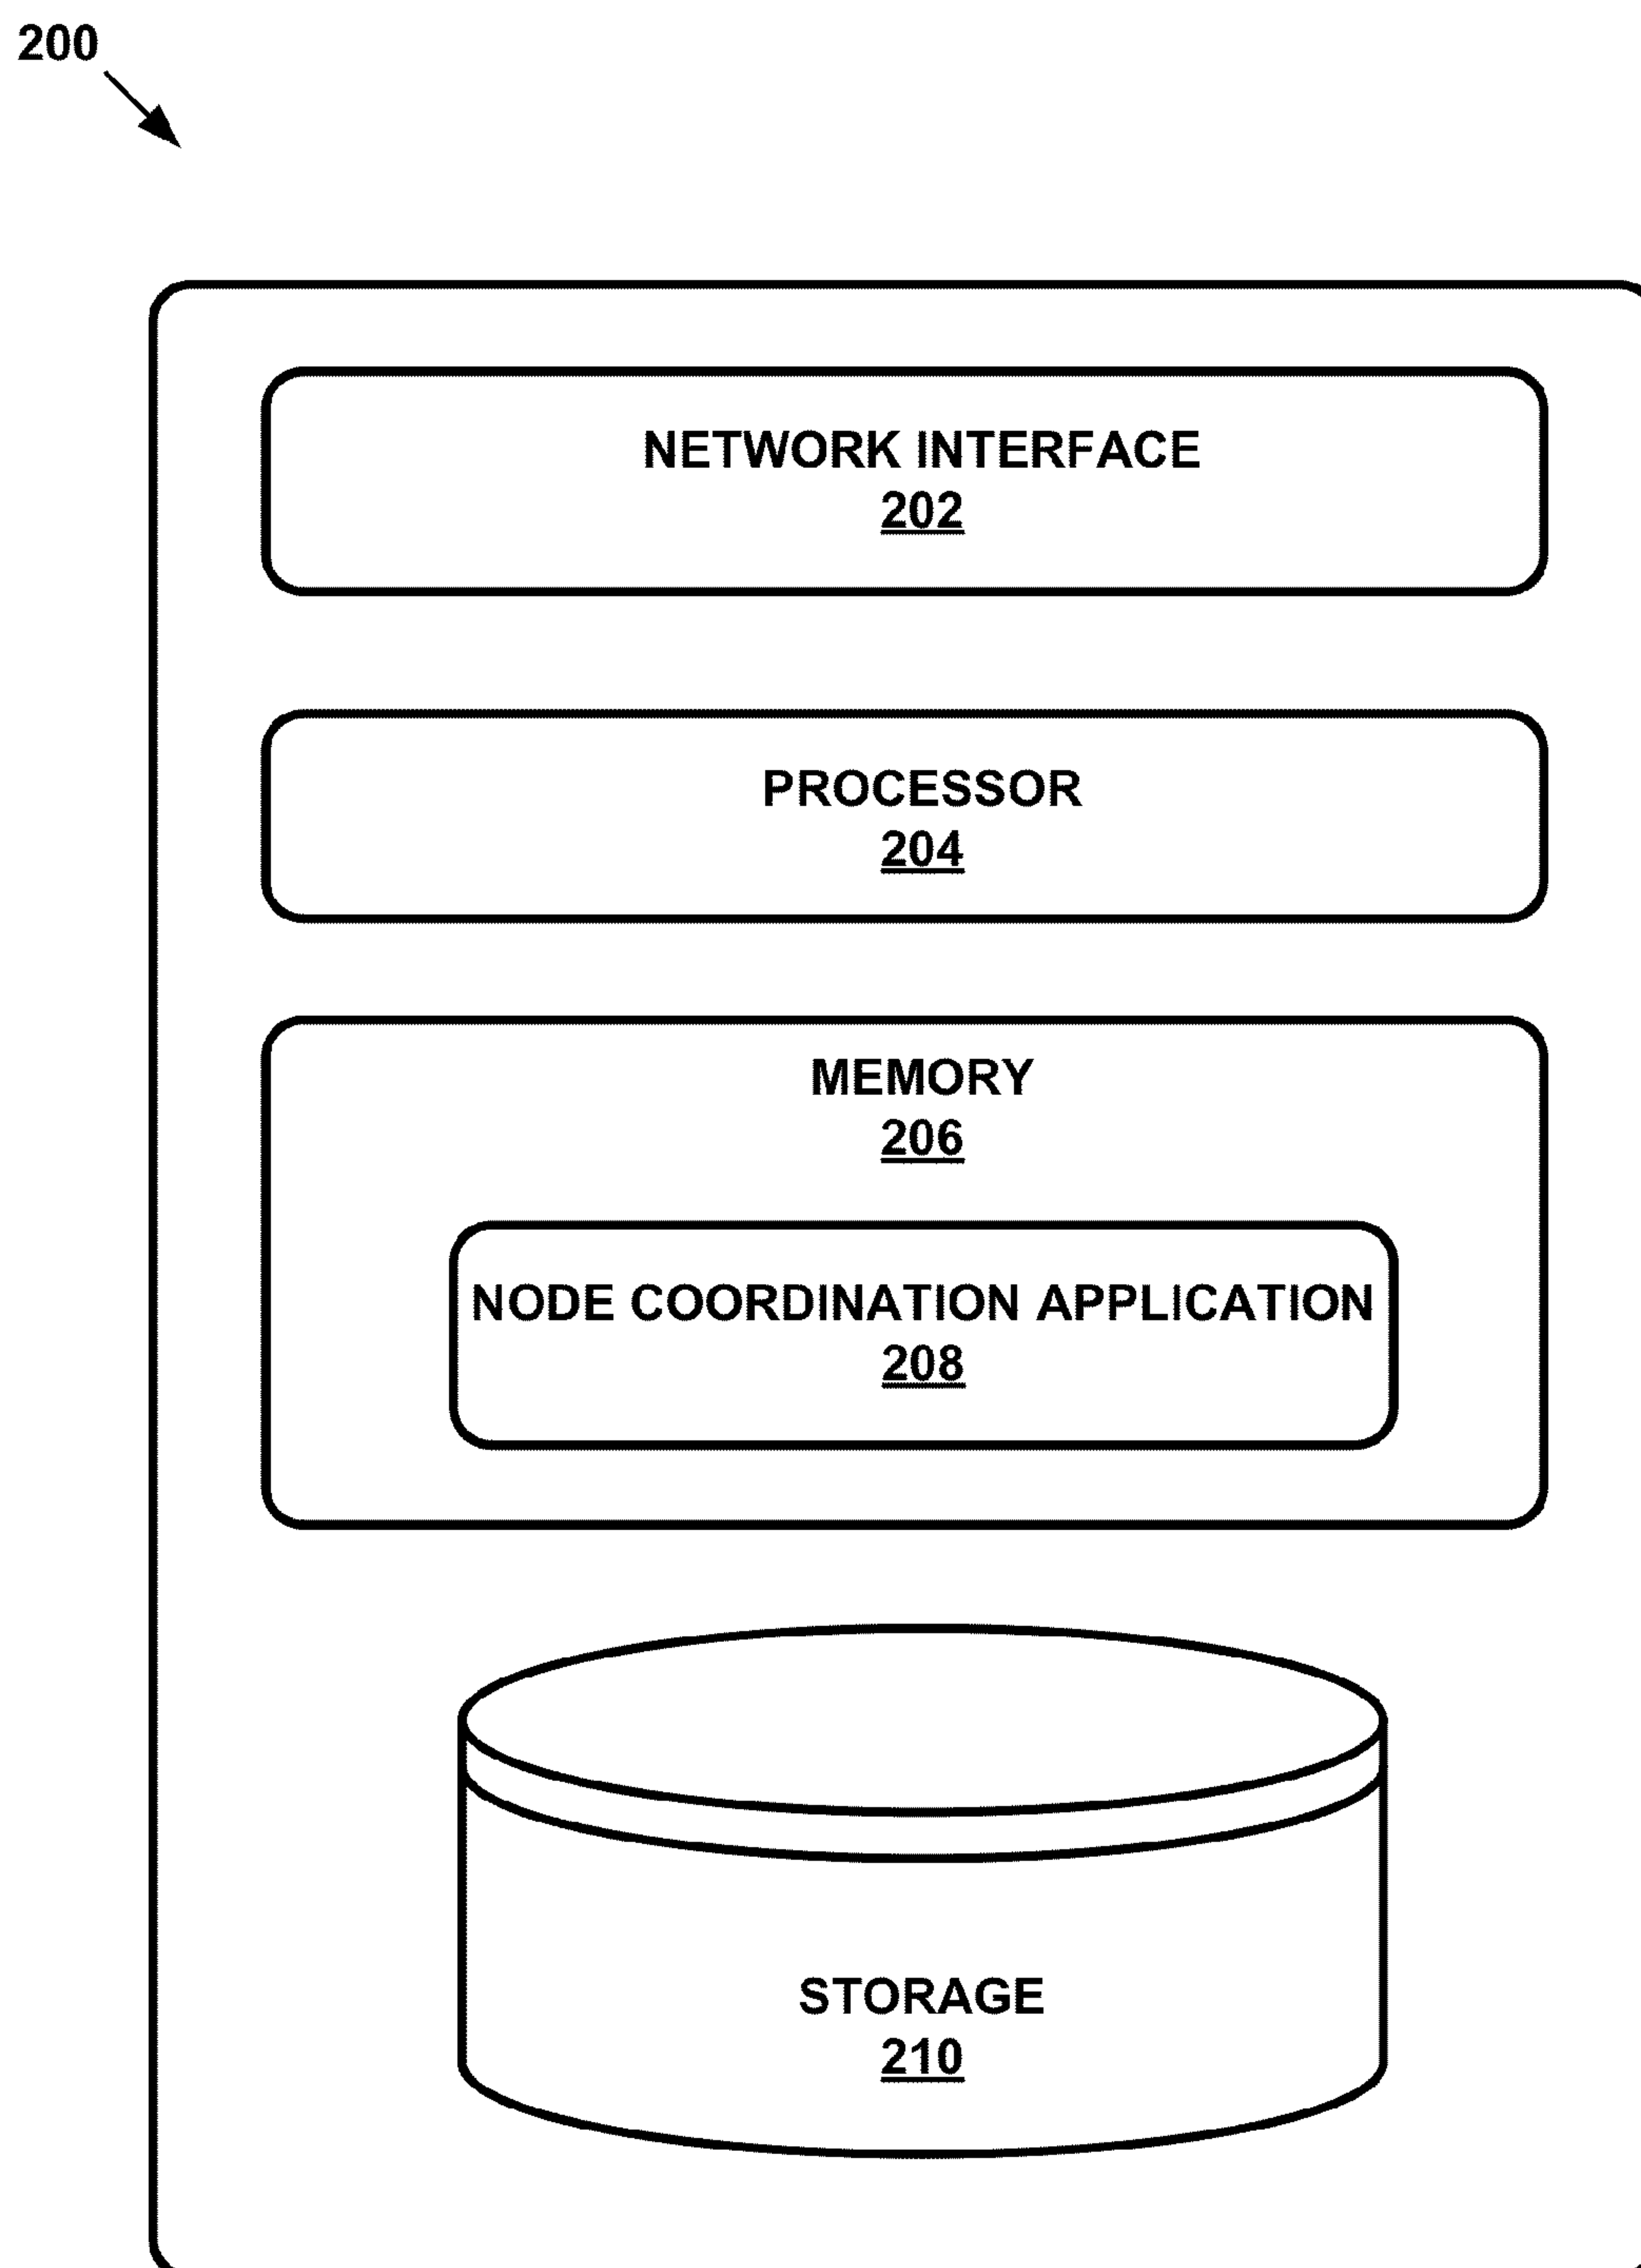 200
NETWORK INTERFACE
202
PROCESSOR
204
MEMORY
206
NODE COORDINATION APPLICATION
208
STORAGE
210